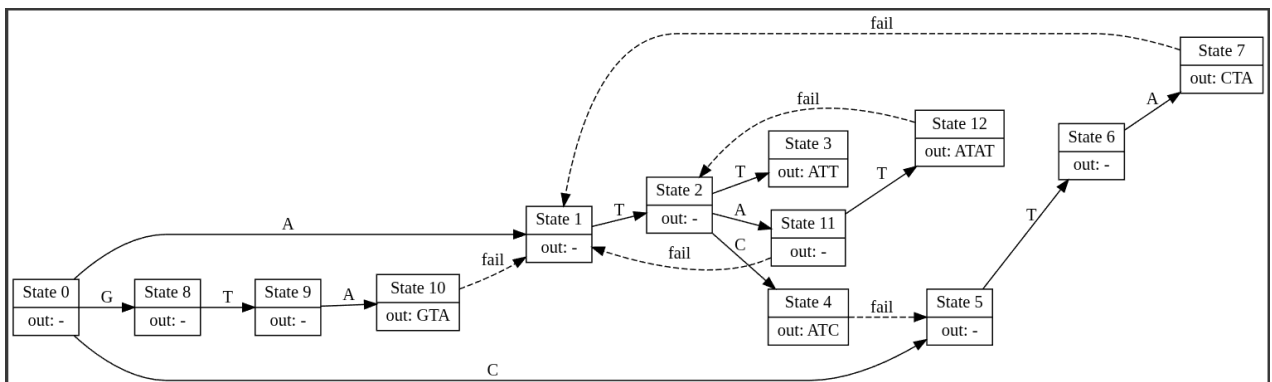 fail
State 7
out: CTA
A
fail
State 12
out: ATAT
State 6
out: -
State 3
out: ATT
T
T
State 2
out: -
T
A
State 11
out: -
T
State 1
out: -
A
C
fail
fail
State 0
out: -
G
State 8
out: -
T
State 9
out: -
A
State 10
out: GTA
State 4
out: ATC
fail
State 5
out: -
C